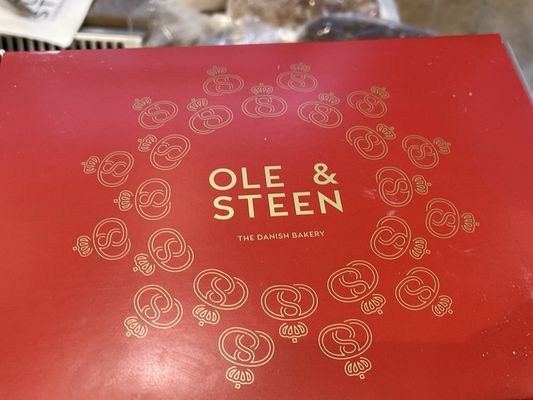 OLE &
STEEN
THE DANISH BAKERY